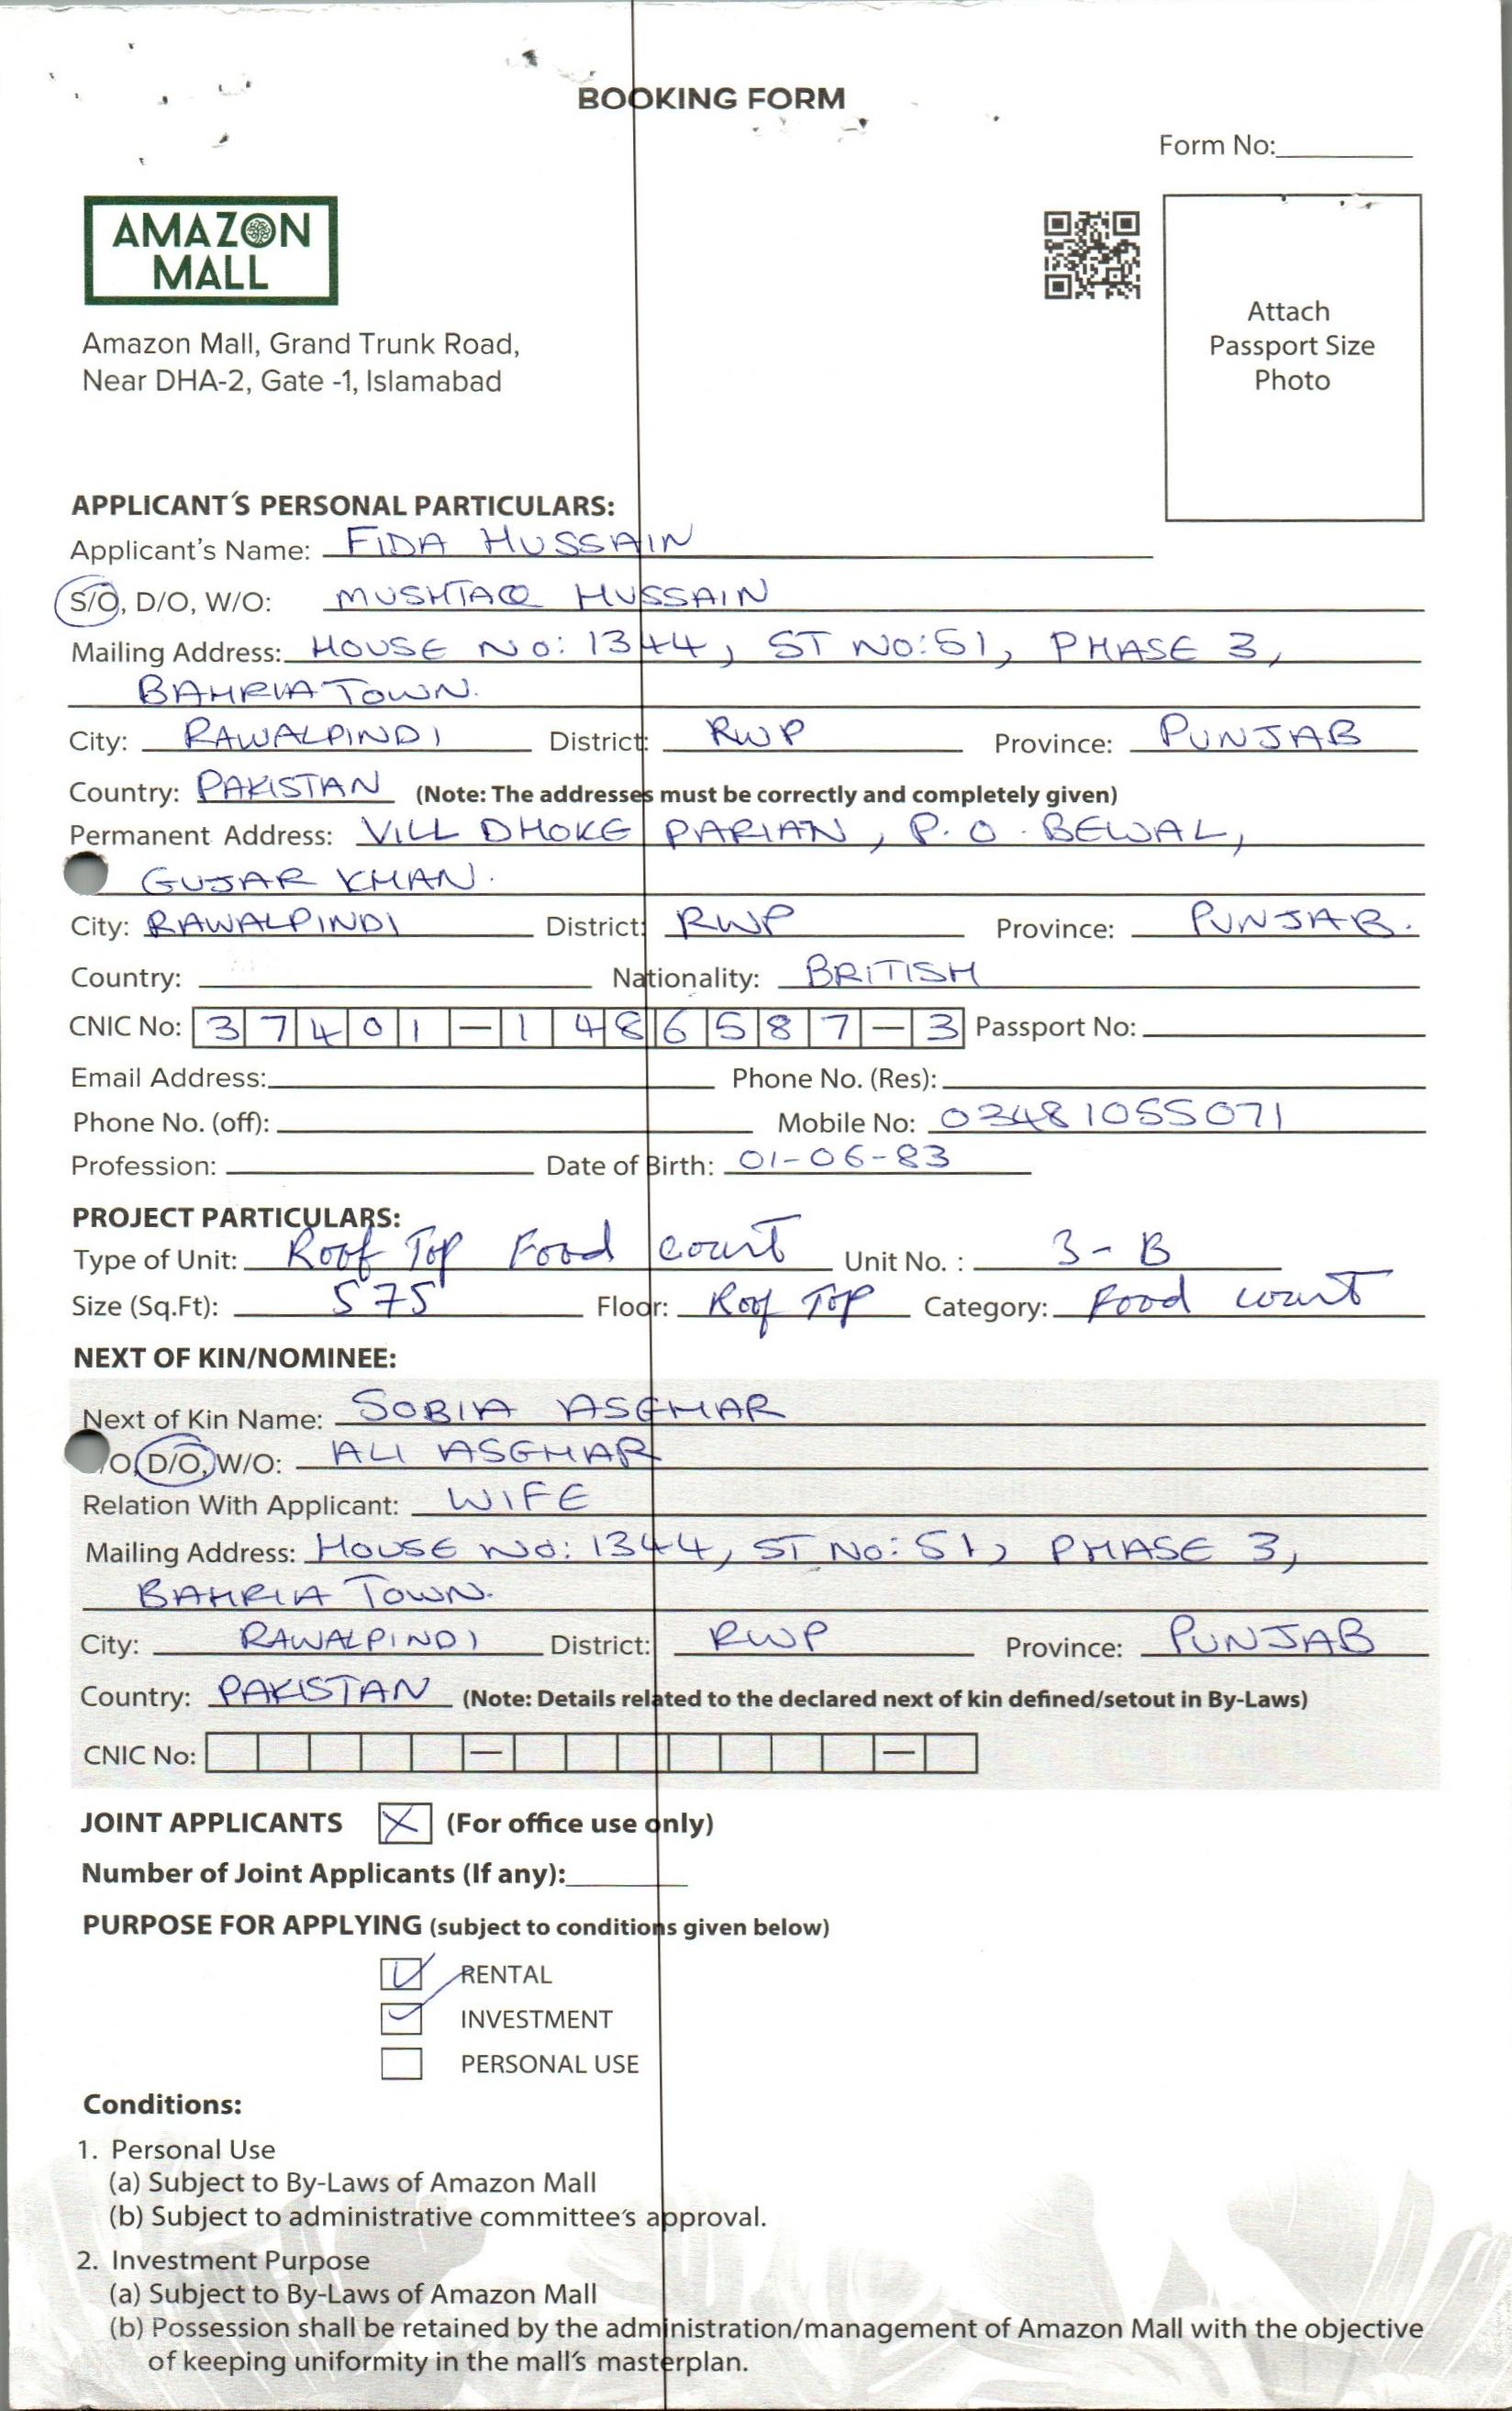 BOOKING FORM
Form No:
AMAZON
MALL
Attach
Passport Size
Photo
Amazon Mall, Grand Trunk Road,
Near DHA-2, Gate -1, Islamabad
APPLICANT'S PERSONAL PARTICULARS:
Applicant's Name: FIDA HUSSAIN
S/O, D/O, W/O: MUSHTAQ HUSSAIN
Mailing Address: HOUSE NO: 1344, ST NO: 51, PHASE 3,
BAHRIA TOWN.
City: RAWALPINDI District: RWP Province: PUNJAB
Country: PAKISTAN (Note: The addresses must be correctly and completely given)
Permanent Address: VILL DHOKE PARIAN, P.O. BEWAL,
GUJAR KHAN.
City: RAWALPINDI District: RWP Province: PUNJAB.
Country: Nationality: BRITISH
CNIC No: 37401-1486587-3 Passport No:
Email Address: Phone No. (Res):
Phone No. (off): Mobile No: 03481055071
Profession: Date of Birth: 01-06-83
PROJECT PARTICULARS:
Type of Unit: Roof Top Food court Unit No. : 3-B
Size (Sq.Ft): 575 Floor: Roof Top Category: Food court
NEXT OF KIN/NOMINEE:
Next of Kin Name: SOBIA ASGHAR
/O, D/O, W/O: ALI ASGHAR
Relation With Applicant: WIFE
Mailing Address: HOUSE NO: 1344, ST NO: 51, PHASE 3,
BAHRIA TOWN.
City: RAWALPINDI District: RWP Province: PUNJAB
Country: PAKISTAN (Note: Details related to the declared next of kin defined/setout in By-Laws)
CNIC No: - -
JOINT APPLICANTS X (For office use only)
Number of Joint Applicants (If any):
PURPOSE FOR APPLYING (subject to conditions given below)
RENTAL
INVESTMENT
PERSONAL USE
Conditions:
1. Personal Use
(a) Subject to By-Laws of Amazon Mall
(b) Subject to administrative committee's approval.
2. Investment Purpose
(a) Subject to By-Laws of Amazon Mall
(b) Possession shall be retained by the administration/management of Amazon Mall with the objective
of keeping uniformity in the mall's masterplan.